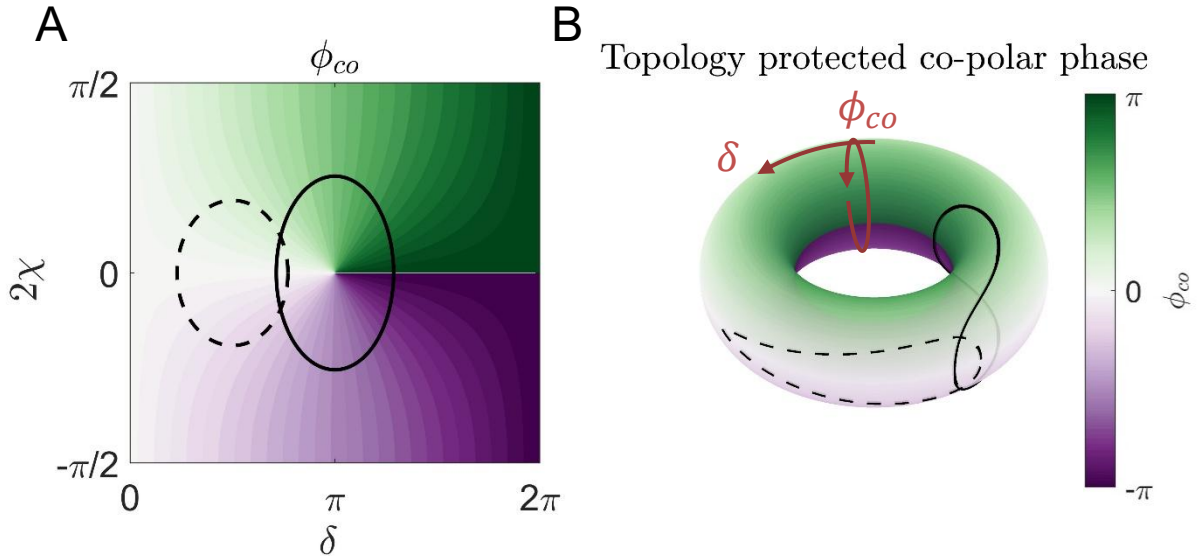 A
ϕ_co
π/2
0
-π/2
2χ
0
π
2π
δ
B
Topology protected co-polar phase
ϕ_co
δ
π
0
-π
ϕ_co